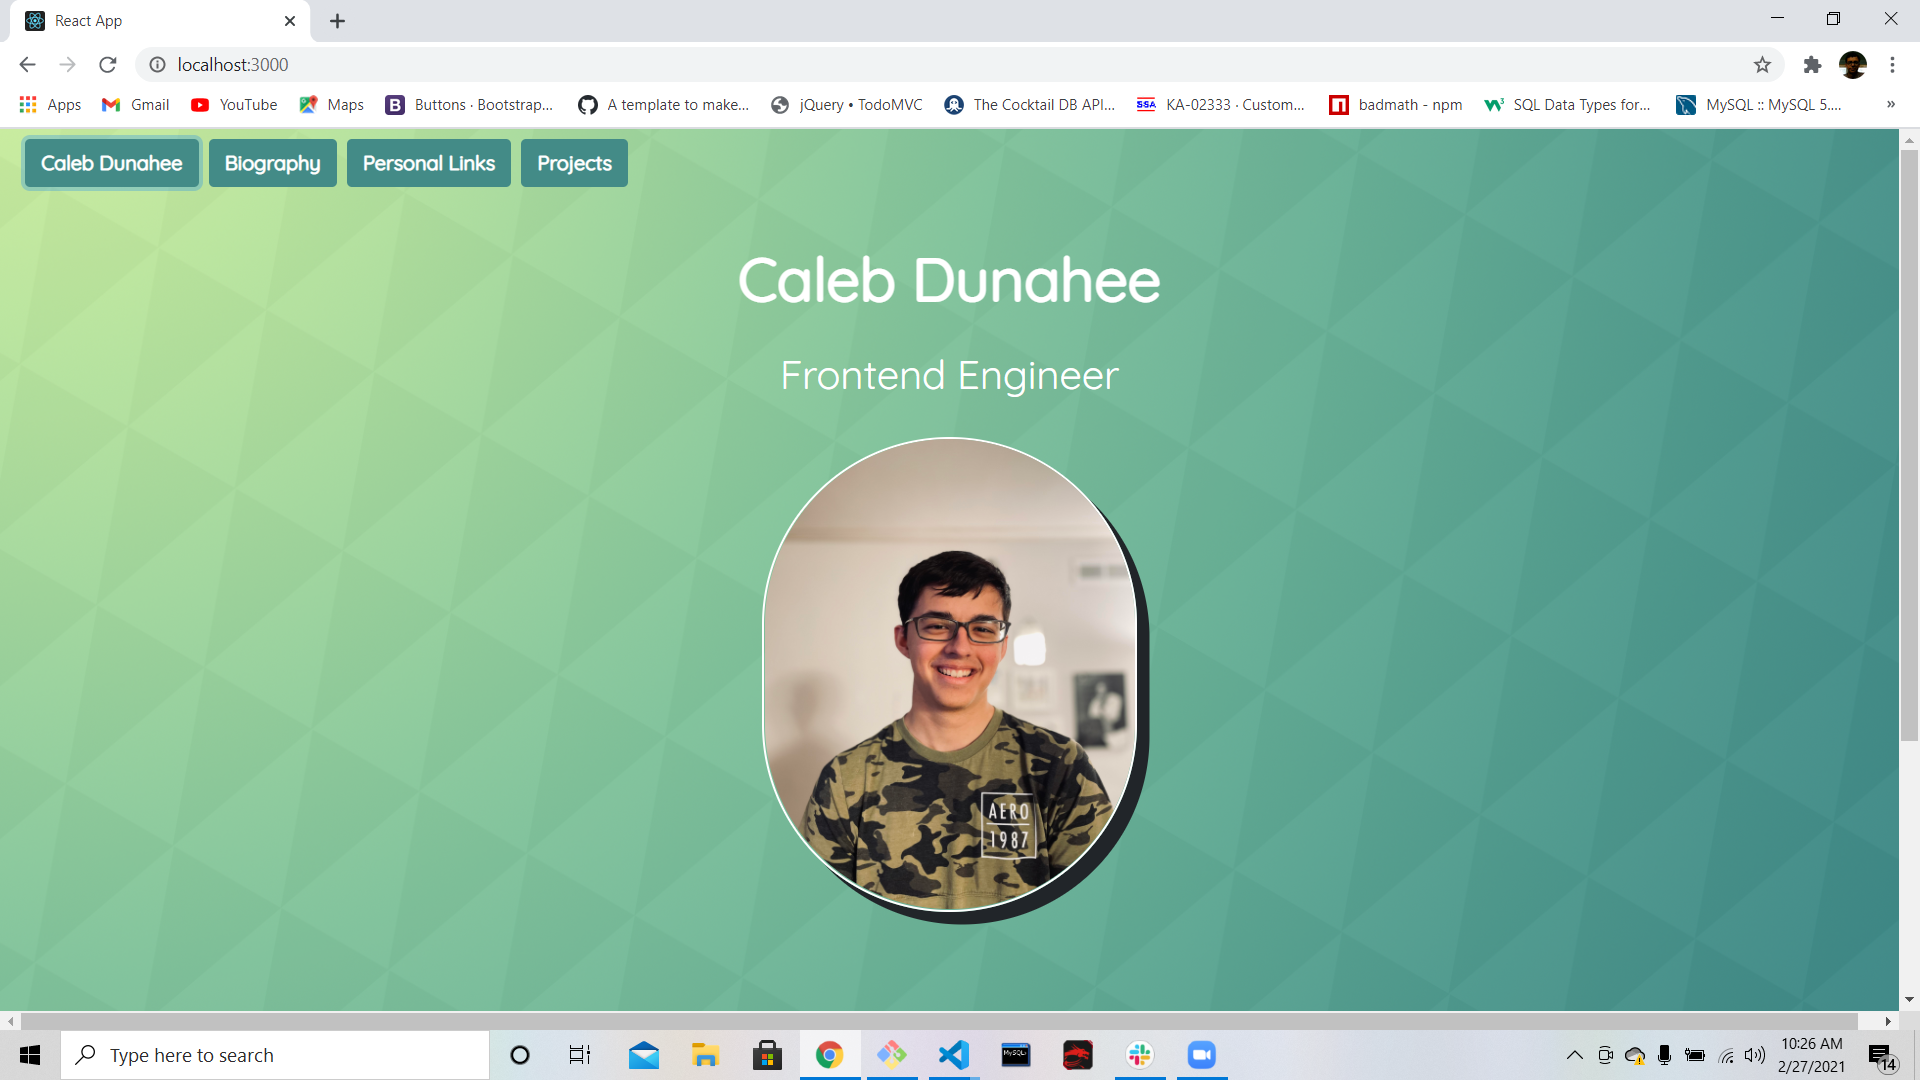 React App
localhost:3000
Apps Gmail YouTube Maps Buttons · Bootstrap... A template to make... jQuery • TodoMVC The Cocktail DB API... SSA KA-02333 · Custom... badmath - npm SQL Data Types for... MySQL :: MySQL 5.... »
Caleb Dunahee Biography Personal Links Projects
Caleb Dunahee
Frontend Engineer
AERO
1987
Type here to search
10:26 AM
2/27/2021
14